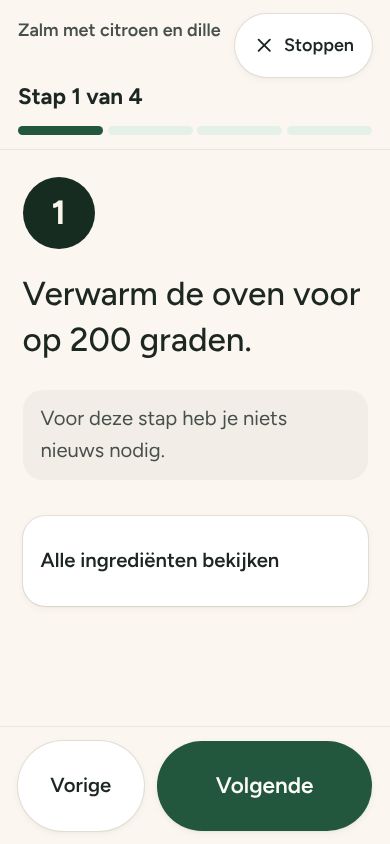 Zalm met citroen en dille
Stoppen
Stap 1 van 4
1
Verwarm de oven voor
op 200 graden.
Voor deze stap heb je niets
nieuws nodig.
Alle ingrediënten bekijken
Vorige
Volgende